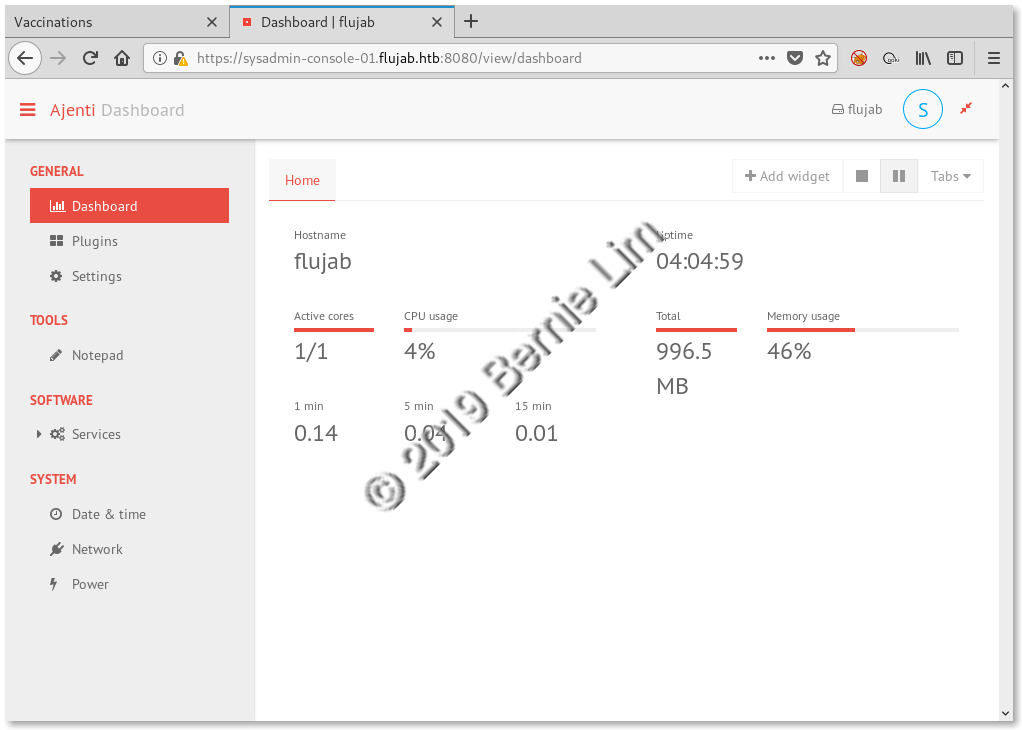 Vaccinations
Dashboard | flujab
https://sysadmin-console-01.flujab.htb:8080/view/dashboard
Ajenti Dashboard
flujab
S
GENERAL
Dashboard
Plugins
Settings
TOOLS
Notepad
SOFTWARE
Services
SYSTEM
Date & time
Network
Power
Home
Add widget
Tabs
Hostname
flujab
Uptime
04:04:59
Active cores
1/1
CPU usage
4%
Total
996.5
MB
Memory usage
46%
1 min
0.14
5 min
0.04
15 min
0.01
© 2019 Bernie Lim